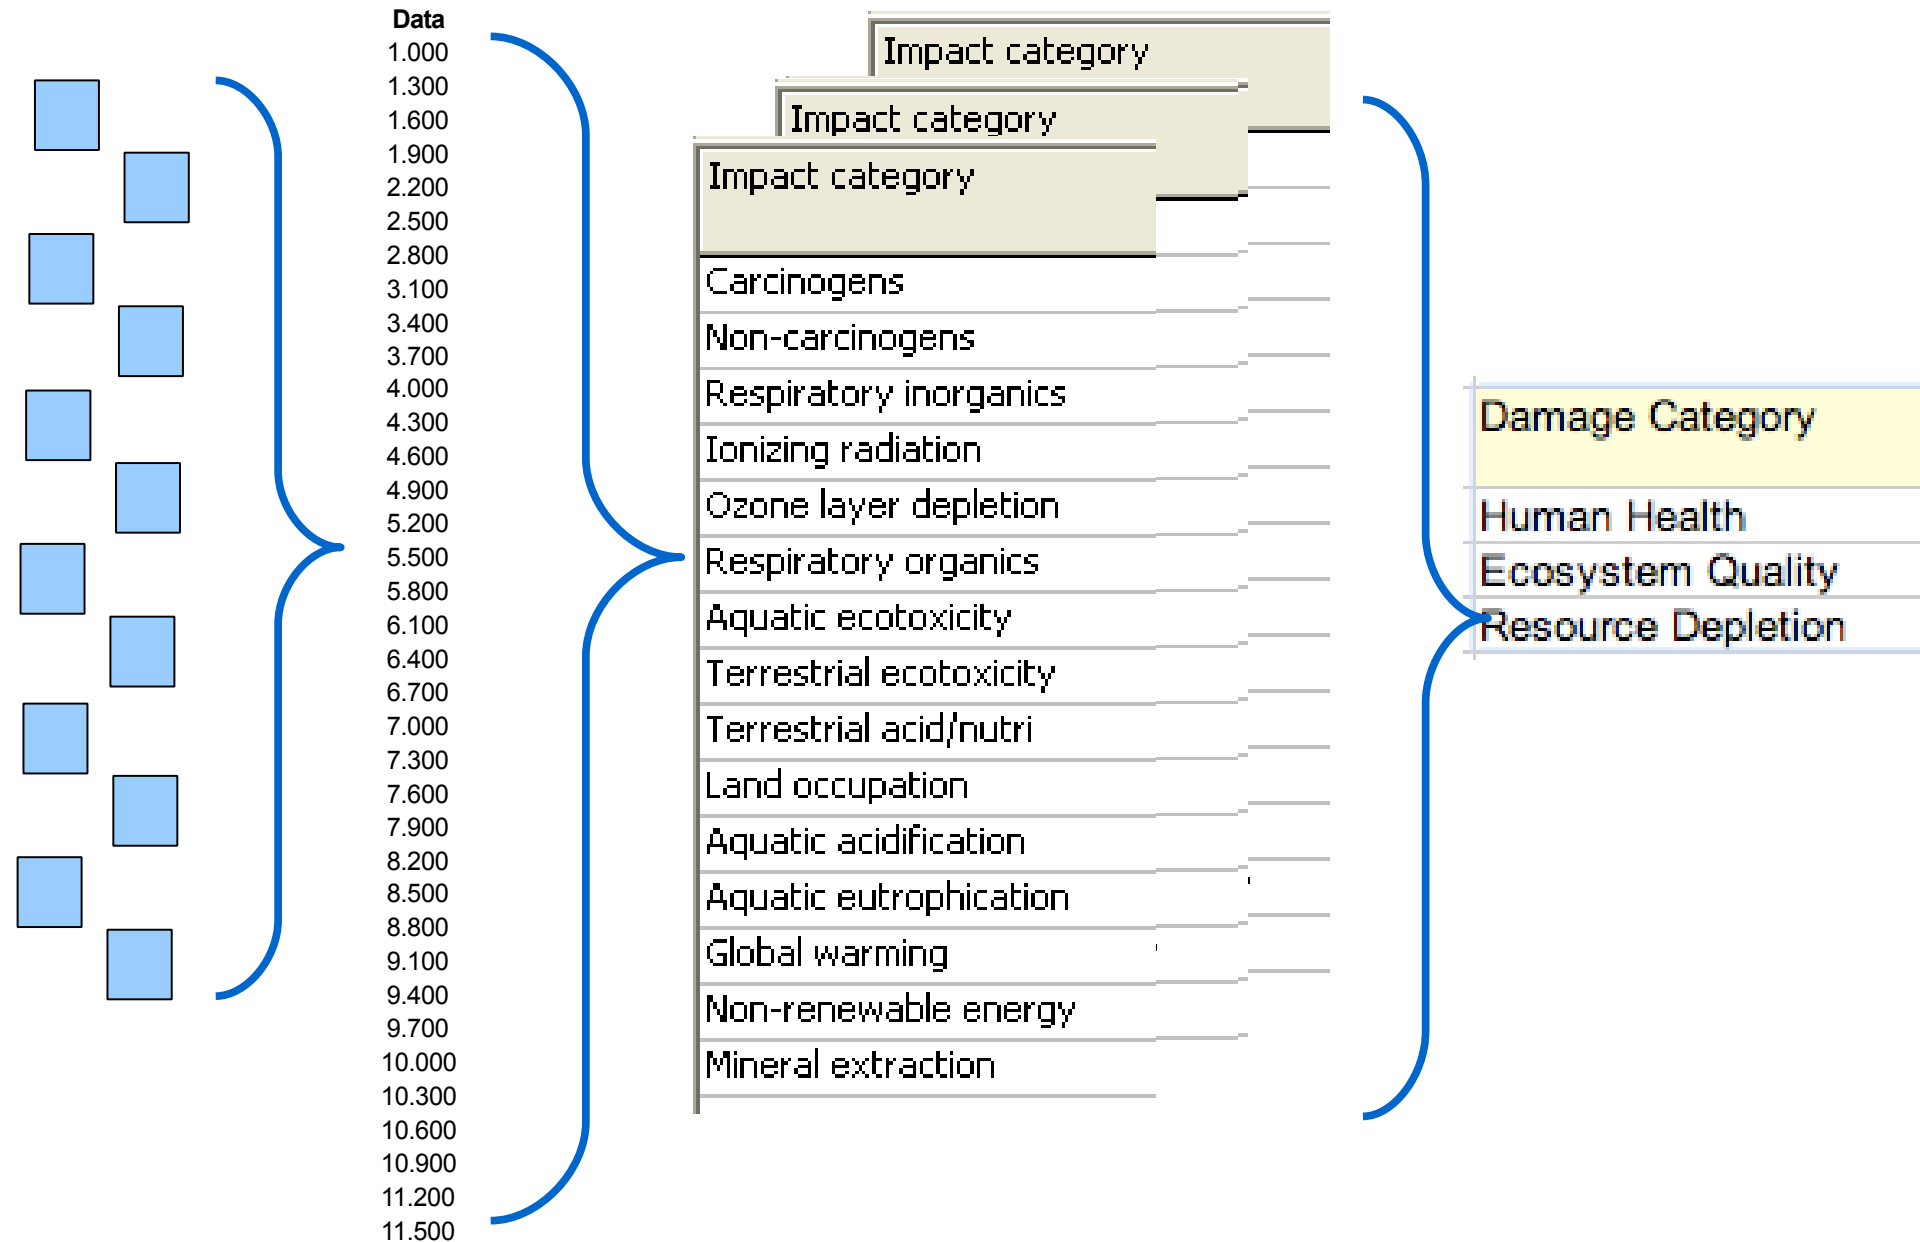 Data
1.000
1.300
1.600
1.900
2.200
2.500
2.800
3.100
3.400
3.700
4.000
4.300
4.600
4.900
5.200
5.500
5.800
6.100
6.400
6.700
7.000
7.300
7.600
7.900
8.200
8.500
8.800
9.100
9.400
9.700
10.000
10.300
10.600
10.900
11.200
11.500
Impact category
Impact category
Impact category
Carcinogens
Non-carcinogens
Respiratory inorganics
Ionizing radiation
Ozone layer depletion
Respiratory organics
Aquatic ecotoxicity
Terrestrial ecotoxicity
Terrestrial acid/nutri
Land occupation
Aquatic acidification
Aquatic eutrophication
Global warming
Non-renewable energy
Mineral extraction
Damage Category
Human Health
Ecosystem Quality
Resource Depletion